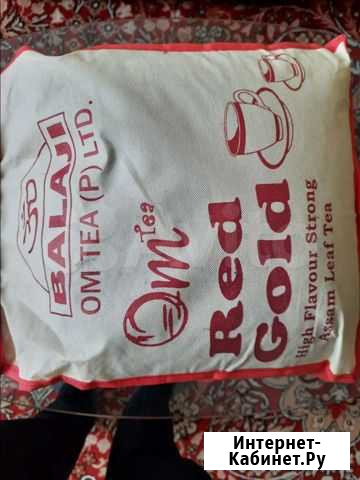 BALAJI
OM TEA (P) LTD.
Om tea
Red
Gold
High Flavour Strong
Assam Leaf Tea
Интернет-
Кабинет.Ру